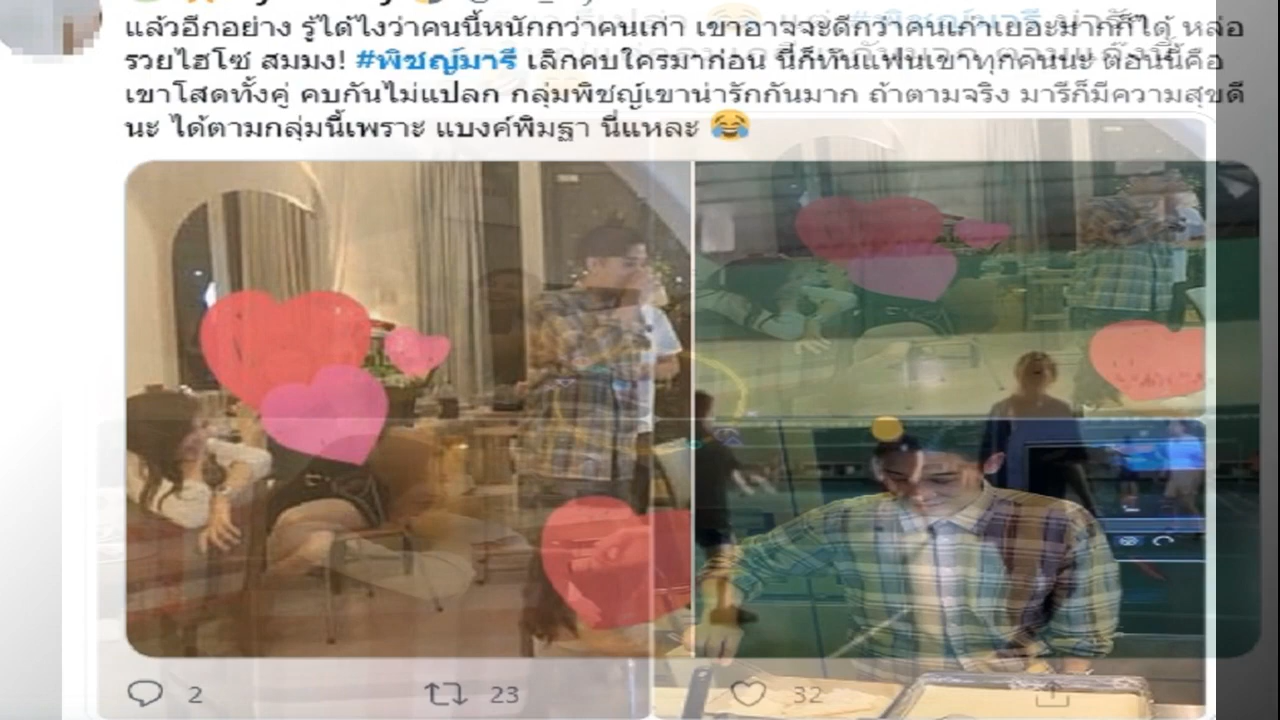 แล้วอีกอย่าง รู้ได้ไงว่าคนนี้หนักกว่าคนเก่า เขาอาจจะดีกว่าคนเก่าเยอะมากก็ได้ หล่อ
รวยไฮโซ สมมง! #พิชญ์มารี เลิกคบใครมาก่อน นี่ก็ทันแฟนเขาทุกคนนะ ตอนนี้คือ
เขาโสดทั้งคู่ คบกันไม่แปลก กลุ่มพิชญ์เขาน่ารักกันมาก ถ้าตามจริง มารีก็มีความสุขดี
นะ ได้ตามกลุ่มนี้เพราะ แบงค์พิมฐา นี่แหละ 😂
2 23 32